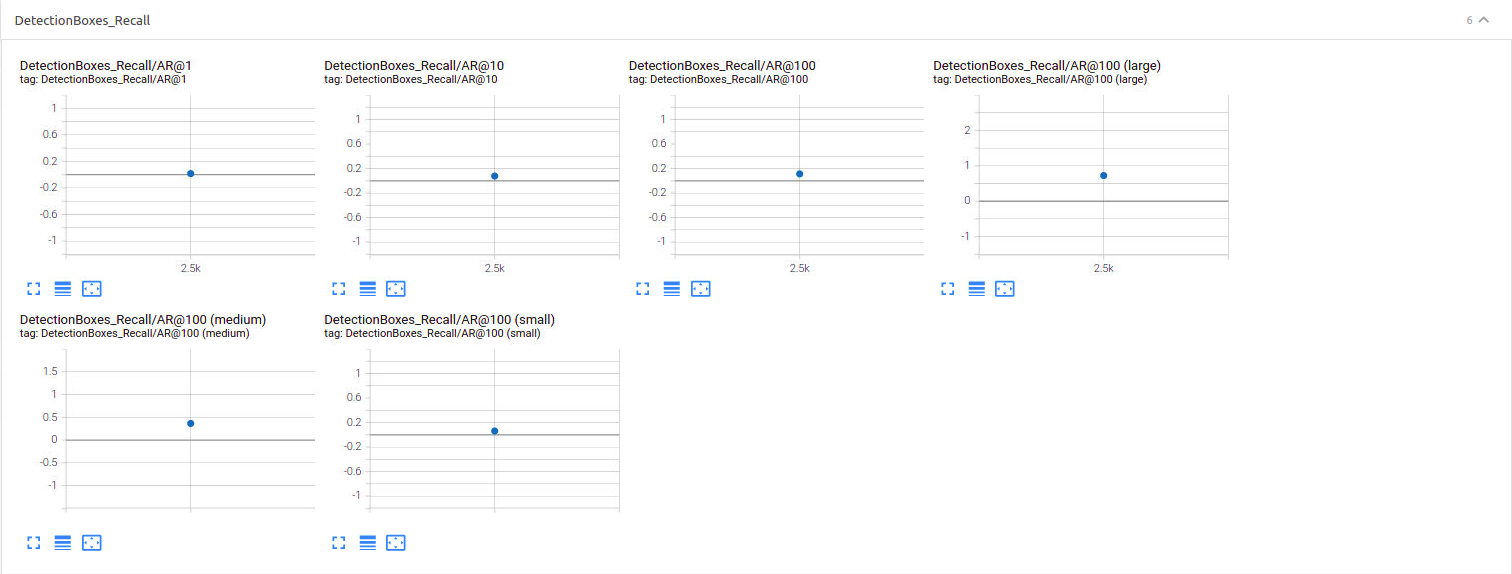 DetectionBoxes_Recall
6
DetectionBoxes_Recall/AR@1
tag: DetectionBoxes_Recall/AR@1
1
0.6
0.2
-0.2
-0.6
-1
2.5k
DetectionBoxes_Recall/AR@10
tag: DetectionBoxes_Recall/AR@10
1
0.6
0.2
-0.2
-0.6
-1
2.5k
DetectionBoxes_Recall/AR@100
tag: DetectionBoxes_Recall/AR@100
1
0.6
0.2
-0.2
-0.6
-1
2.5k
DetectionBoxes_Recall/AR@100 (large)
tag: DetectionBoxes_Recall/AR@100 (large)
2
1
0
-1
2.5k
DetectionBoxes_Recall/AR@100 (medium)
tag: DetectionBoxes_Recall/AR@100 (medium)
1.5
1
0.5
0
-0.5
-1
DetectionBoxes_Recall/AR@100 (small)
tag: DetectionBoxes_Recall/AR@100 (small)
1
0.6
0.2
-0.2
-0.6
-1